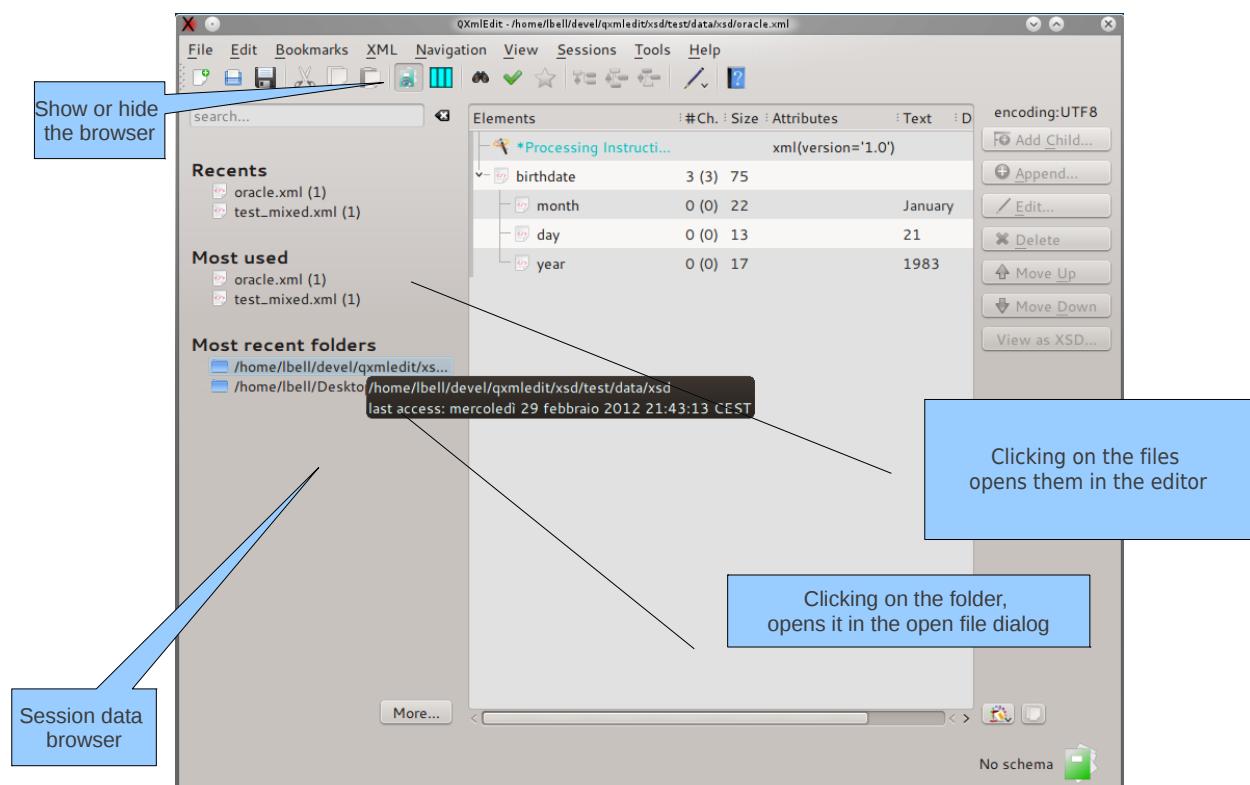 QXmlEdit - /home/lbell/devel/qxmledit/xsd/test/data/xsd/oracle.xml
File Edit Bookmarks XML Navigation View Sessions Tools Help
Show or hide
the browser
search...
Recents
oracle.xml (1)
test_mixed.xml (1)
Most used
oracle.xml (1)
test_mixed.xml (1)
Most recent folders
/home/lbell/devel/qxmledit/xs...
/home/lbell/Deskto
/home/lbell/devel/qxmledit/xsd/test/data/xsd
last access: mercoledì 29 febbraio 2012 21:43:13 CEST
More...
Session data
browser
Elements #Ch. Size Attributes Text D
*Processing Instructi... xml(version='1.0')
birthdate 3 (3) 75
month 0 (0) 22 January
day 0 (0) 13 21
year 0 (0) 17 1983
encoding:UTF8
Add Child...
Append...
Edit...
Delete
Move Up
Move Down
View as XSD...
Clicking on the files
opens them in the editor
Clicking on the folder,
opens it in the open file dialog
No schema